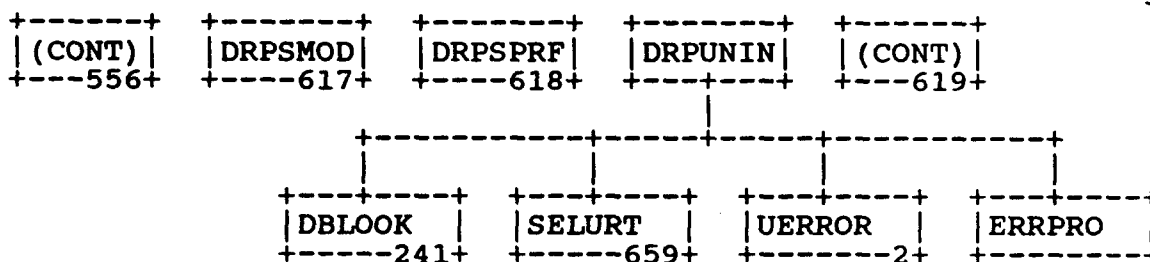 (CONT) DRPSMOD DRPSPRF DRPUNIN (CONT)
556 617 618 619
DBLOOK SELURT UERROR ERRPRO
241 659 2